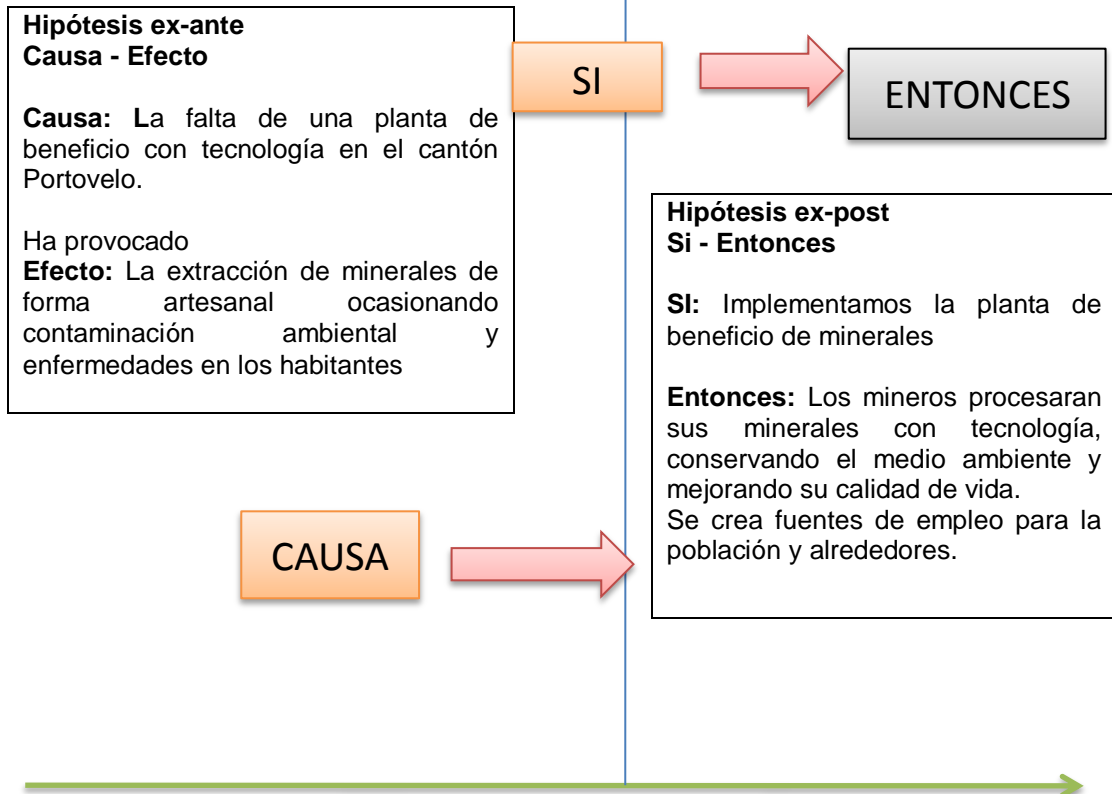 Hipótesis ex-ante
Causa - Efecto
Causa: La falta de una planta de
beneficio con tecnología en el cantón
Portovelo.
Ha provocado
Efecto: La extracción de minerales de
forma artesanal ocasionando
contaminación ambiental y
enfermedades en los habitantes
SI
ENTONCES
Hipótesis ex-post
Si - Entonces
SI: Implementamos la planta de
beneficio de minerales
Entonces: Los mineros procesaran
sus minerales con tecnología,
conservando el medio ambiente y
mejorando su calidad de vida.
Se crea fuentes de empleo para la
población y alrededores.
CAUSA